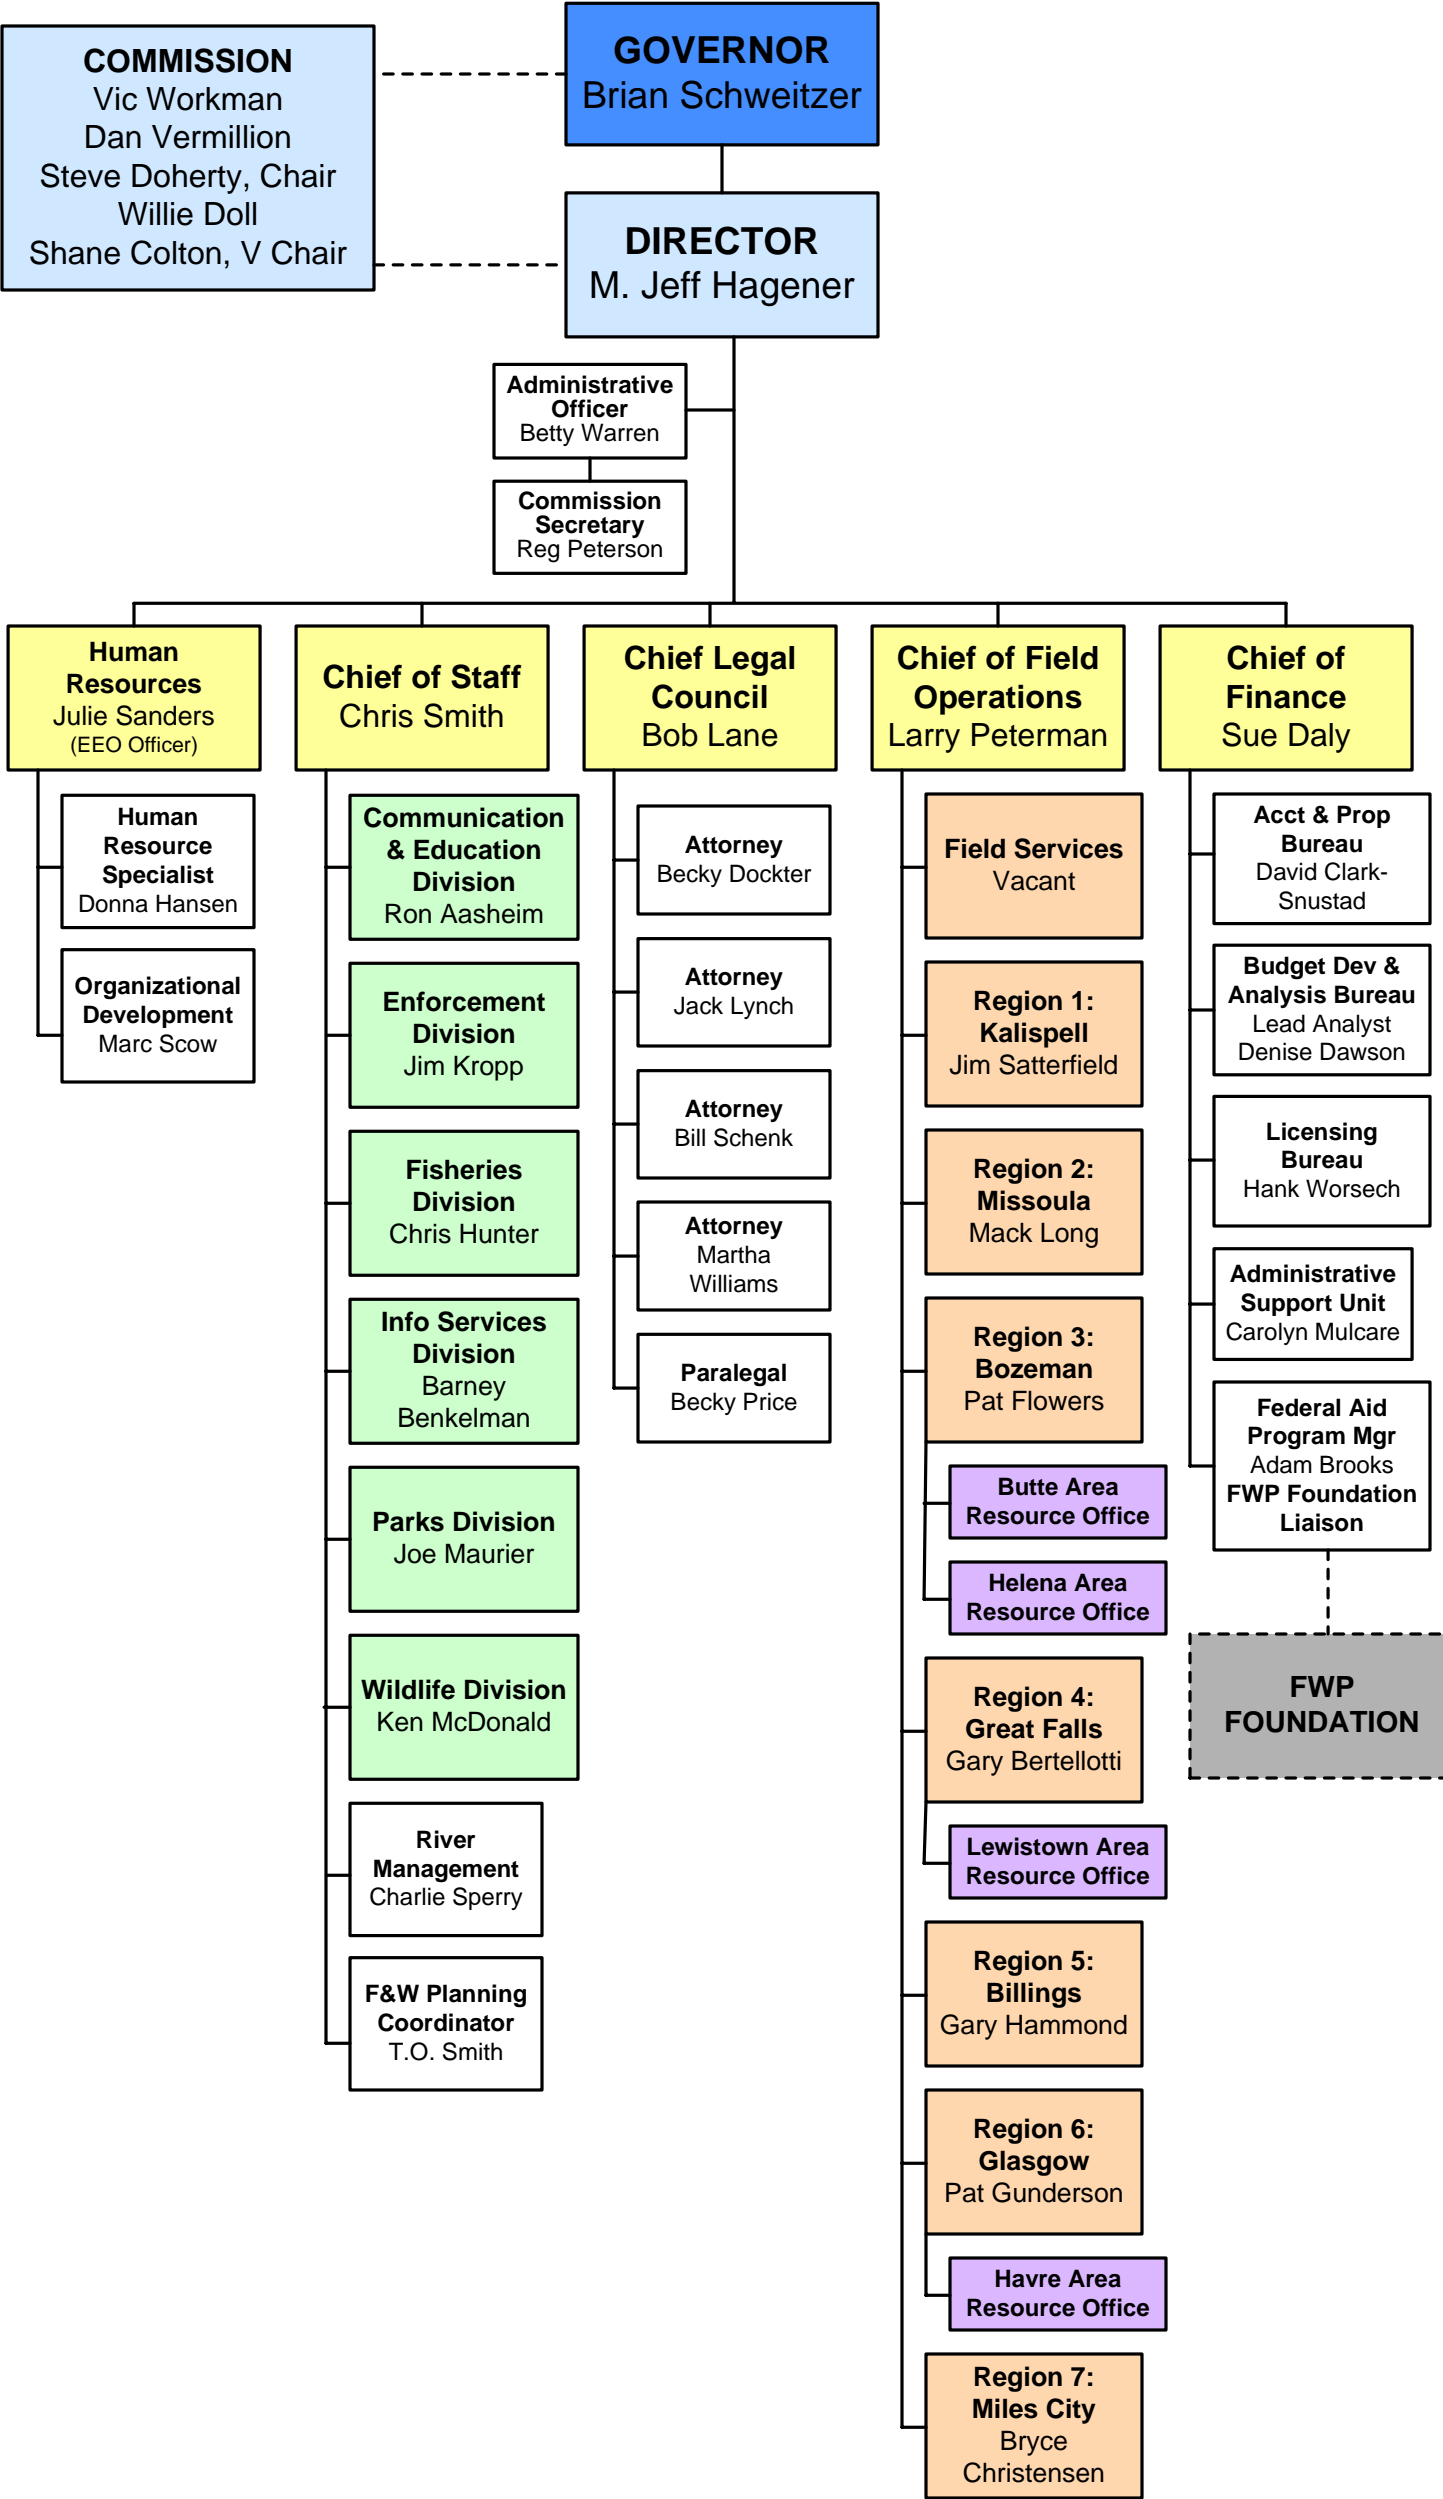 COMMISSION
Vic Workman
Dan Vermillion
Steve Doherty, Chair
Willie Doll
Shane Colton, V Chair
GOVERNOR
Brian Schweitzer
DIRECTOR
M. Jeff Hagener
Administrative
Officer
Betty Warren
Commission
Secretary
Reg Peterson
Human
Resources
Julie Sanders
(EEO Officer)
Human
Resource
Specialist
Donna Hansen
Organizational
Development
Marc Scow
Chief of Staff
Chris Smith
Communication
& Education
Division
Ron Aasheim
Enforcement
Division
Jim Kropp
Fisheries
Division
Chris Hunter
Info Services
Division
Barney
Benkelman
Parks Division
Joe Maurier
Wildlife Division
Ken McDonald
River
Management
Charlie Sperry
F&W Planning
Coordinator
T.O. Smith
Chief Legal
Council
Bob Lane
Attorney
Becky Dockter
Attorney
Jack Lynch
Attorney
Bill Schenk
Attorney
Martha
Williams
Paralegal
Becky Price
Chief of Field
Operations
Larry Peterman
Field Services
Vacant
Region 1:
Kalispell
Jim Satterfield
Region 2:
Missoula
Mack Long
Region 3:
Bozeman
Pat Flowers
Butte Area
Resource Office
Helena Area
Resource Office
Region 4:
Great Falls
Gary Bertellotti
Lewistown Area
Resource Office
Region 5:
Billings
Gary Hammond
Region 6:
Glasgow
Pat Gunderson
Havre Area
Resource Office
Region 7:
Miles City
Bryce
Christensen
Chief of
Finance
Sue Daly
Acct & Prop
Bureau
David Clark-
Snustad
Budget Dev &
Analysis Bureau
Lead Analyst
Denise Dawson
Licensing
Bureau
Hank Worsech
Administrative
Support Unit
Carolyn Mulcare
Federal Aid
Program Mgr
Adam Brooks
FWP Foundation
Liaison
FWP
FOUNDATION